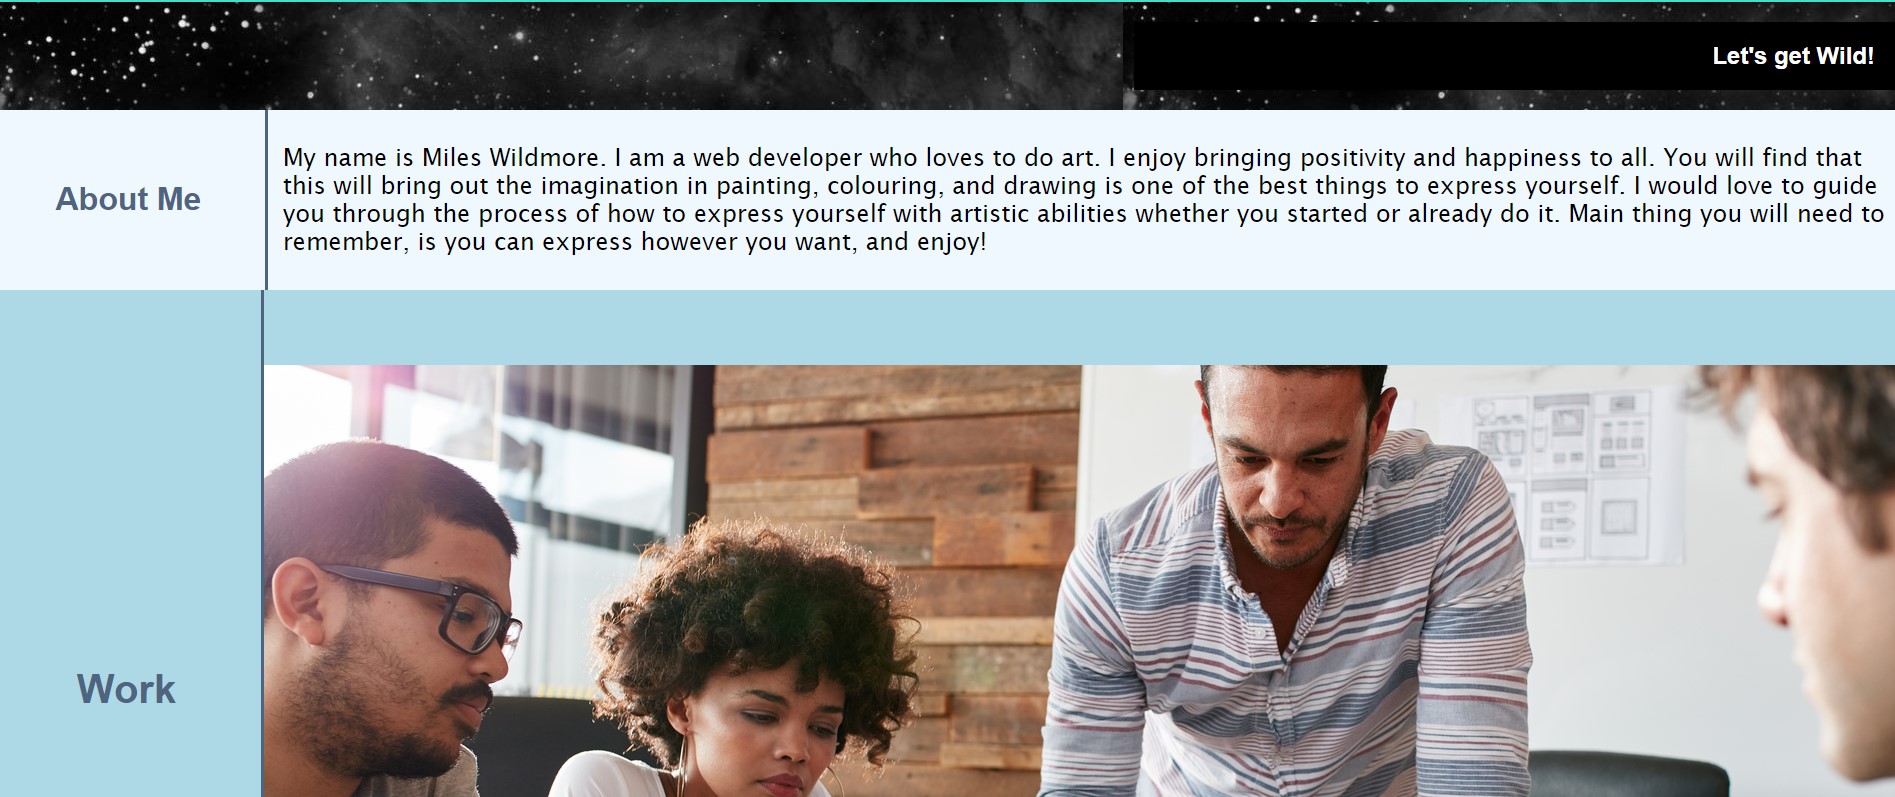 Let's get Wild!
About Me
My name is Miles Wildmore. I am a web developer who loves to do art. I enjoy bringing positivity and happiness to all. You will find that
this will bring out the imagination in painting, colouring, and drawing is one of the best things to express yourself. I would love to guide
you through the process of how to express yourself with artistic abilities whether you started or already do it. Main thing you will need to
remember, is you can express however you want, and enjoy!
Work